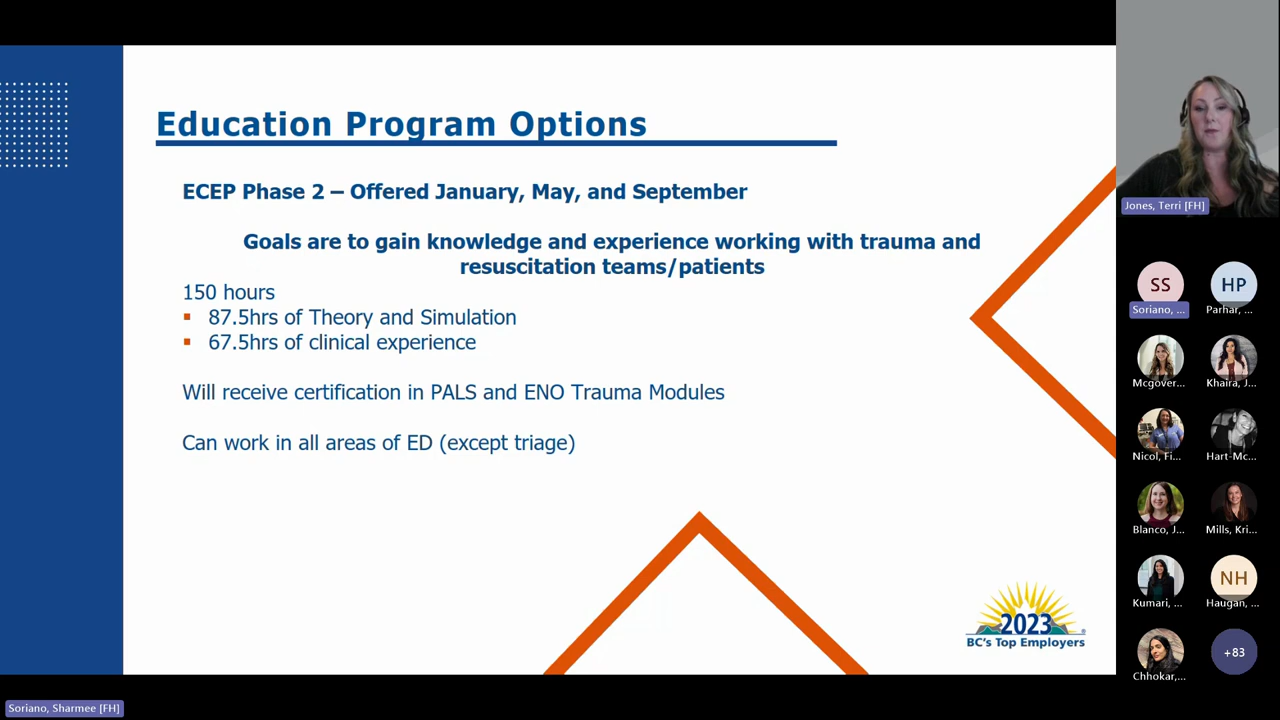 Education Program Options
ECEP Phase 2 – Offered January, May, and September
Goals are to gain knowledge and experience working with trauma and
resuscitation teams/patients
150 hours
▪ 87.5hrs of Theory and Simulation
▪ 67.5hrs of clinical experience
Will receive certification in PALS and ENO Trauma Modules
Can work in all areas of ED (except triage)
2023
BC's Top Employers
Jones, Terri [FH]
SS
HP
Soriano, ...
Parhar, ...
Mcgover...
Khaira, J...
Nicol, Fi...
Hart-Mc...
Blanco, J...
Mills, Kri...
NH
Kumari, ...
Haugan, ...
+83
Chhokar,...
Soriano, Sharmee [FH]